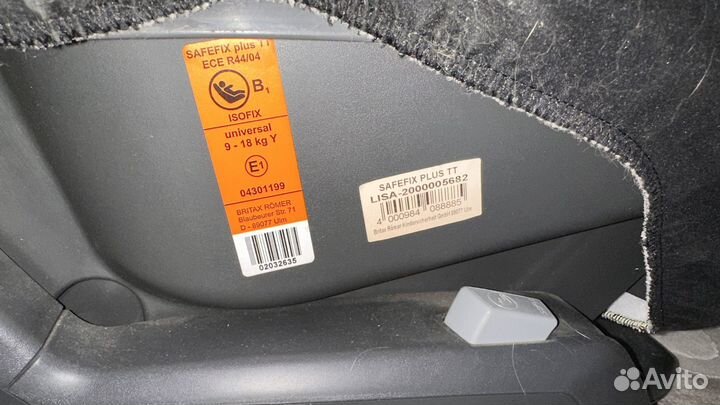 SAFEFIX plus TT
ECE R44/04
B1
ISOFIX
universal
9 - 18 kg Y
E1
04301199
BRITAX RÖMER
Blaubeurer Str. 71
D - 89077 Ulm
02032635
SAFEFIX PLUS TT
LISA-2000005682
4 000984 088885
Britax Römer Kindersicherheit GmbH 89077 Ulm
Avito